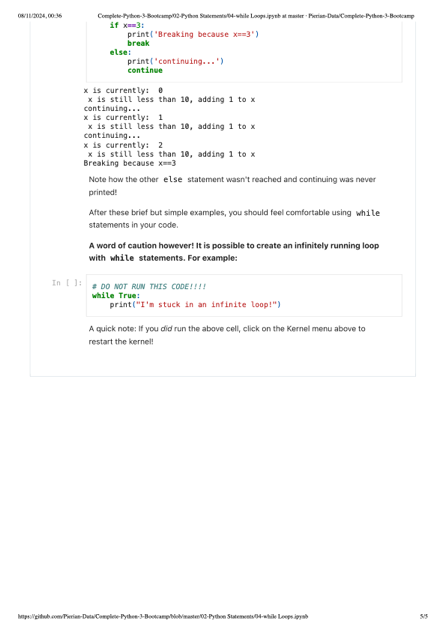 08/11/2024, 00:36 Complete-Python-3-Bootcamp/02-Python Statements/04-while Loops.ipynb at master · Pierian-Data/Complete-Python-3-Bootcamp
if x==3:
print('Breaking because x==3')
break
else:
print('continuing...')
continue
x is currently:  0
x is still less than 10, adding 1 to x
continuing...
x is currently:  1
x is still less than 10, adding 1 to x
continuing...
x is currently:  2
x is still less than 10, adding 1 to x
Breaking because x==3
Note how the other else statement wasn't reached and continuing was never
printed!
After these brief but simple examples, you should feel comfortable using while
statements in your code.
A word of caution however! It is possible to create an infinitely running loop
with while statements. For example:
In [ ]: # DO NOT RUN THIS CODE!!!!
while True:
print("I'm stuck in an infinite loop!")
A quick note: If you did run the above cell, click on the Kernel menu above to
restart the kernel!
https://github.com/Pierian-Data/Complete-Python-3-Bootcamp/blob/master/02-Python Statements/04-while Loops.ipynb 5/5